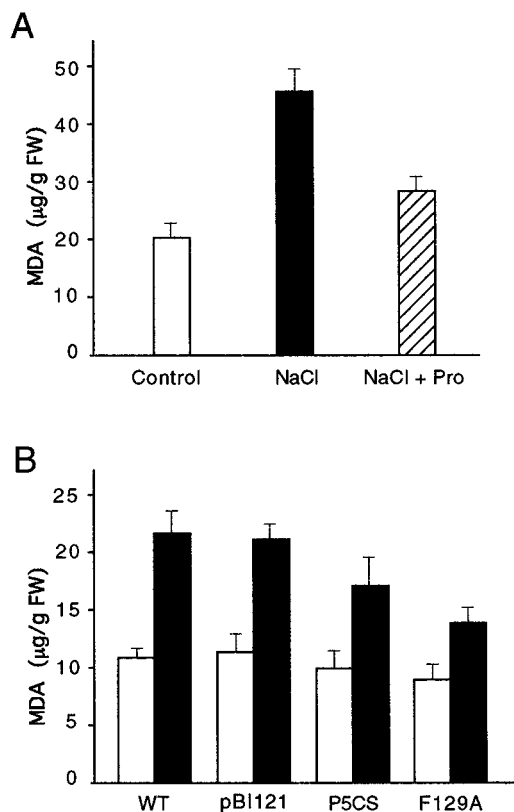 A
MDA (μg/g FW)
50
40
30
20
10
0
Control NaCl NaCl + Pro
B
MDA (μg/g FW)
25
20
15
10
5
0
WT pBI121 P5CS F129A